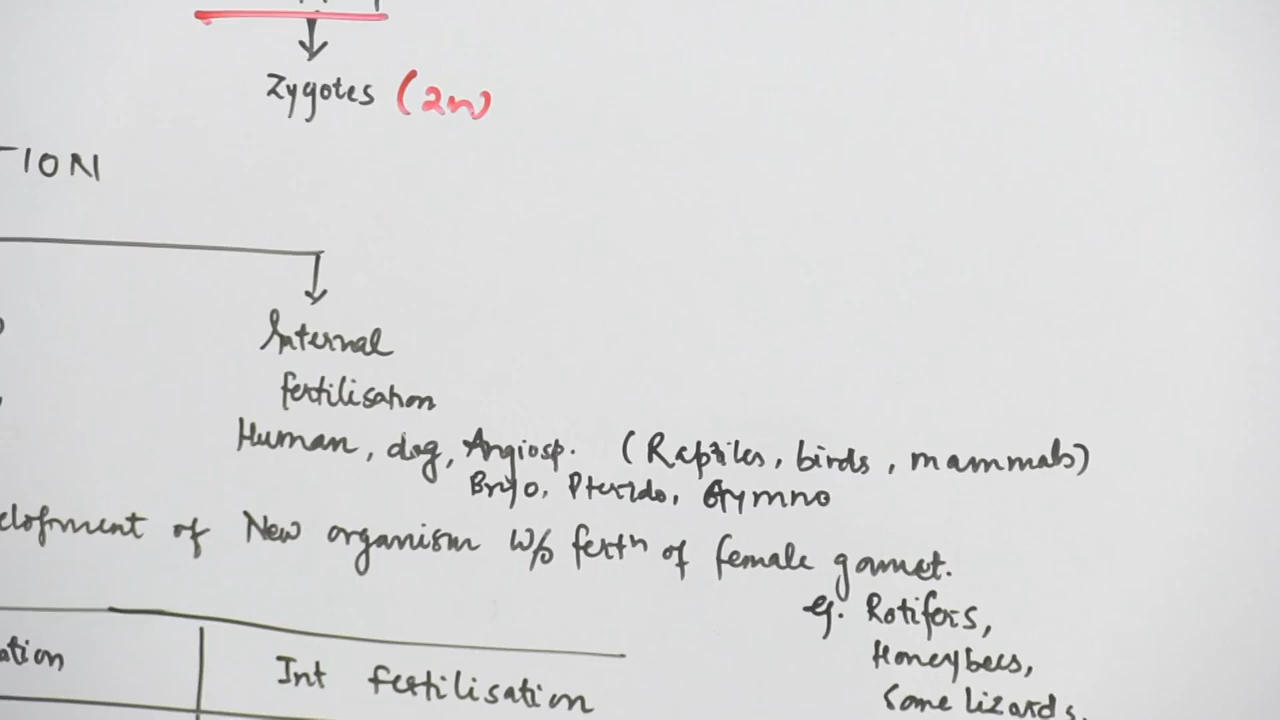 Zygotes (2n)
TION
Internal
fertilisation
Human, dog, Angiosp. (Reptiles, birds, mammals)
Bryo, Pterido, Gymno
elopment of New organism w/o fertn of female gamet.
eg. Rotifers,
Honeybees,
Some lizards.
ation Int fertilisation